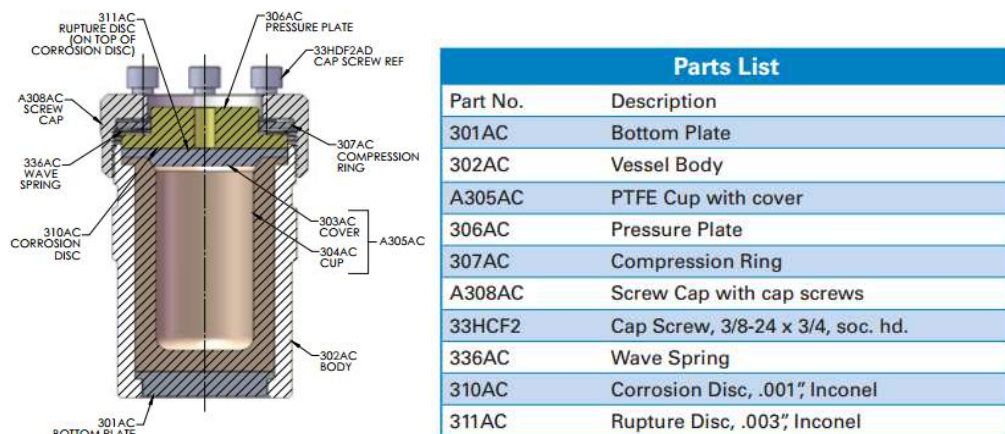 311AC
RUPTURE DISC
(ON TOP OF
CORROSION DISC)
306AC
PRESSURE PLATE
33HDF2AD
CAP SCREW REF
A308AC
SCREW
CAP
336AC
WAVE
SPRING
307AC
COMPRESSION
RING
310AC
CORROSION
DISC
303AC
COVER
304AC
CUP
A305AC
302AC
BODY
301AC
BOTTOM PLATE
Parts List
Part No. Description
301AC Bottom Plate
302AC Vessel Body
A305AC PTFE Cup with cover
306AC Pressure Plate
307AC Compression Ring
A308AC Screw Cap with cap screws
33HCF2 Cap Screw, 3/8-24 x 3/4, soc. hd.
336AC Wave Spring
310AC Corrosion Disc, .001", Inconel
311AC Rupture Disc, .003", Inconel